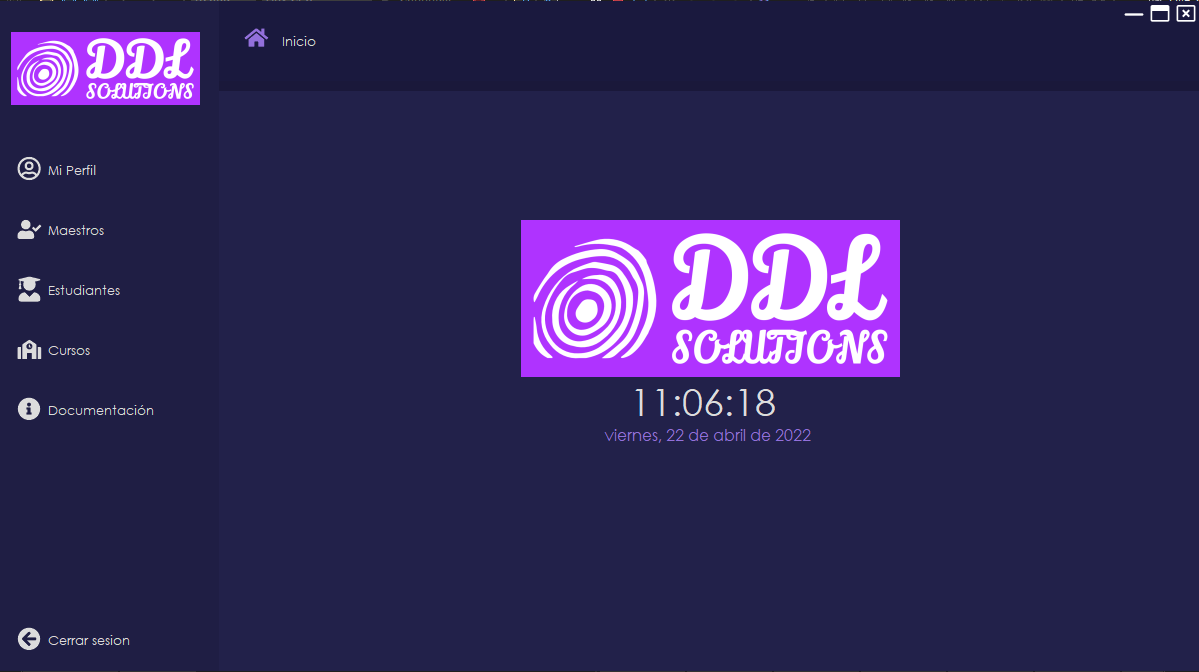 DDL
SOLUTIONS
Inicio
Mi Perfil
Maestros
Estudiantes
Cursos
Documentación
Cerrar sesion
DDL
SOLUTIONS
11:06:18
viernes, 22 de abril de 2022